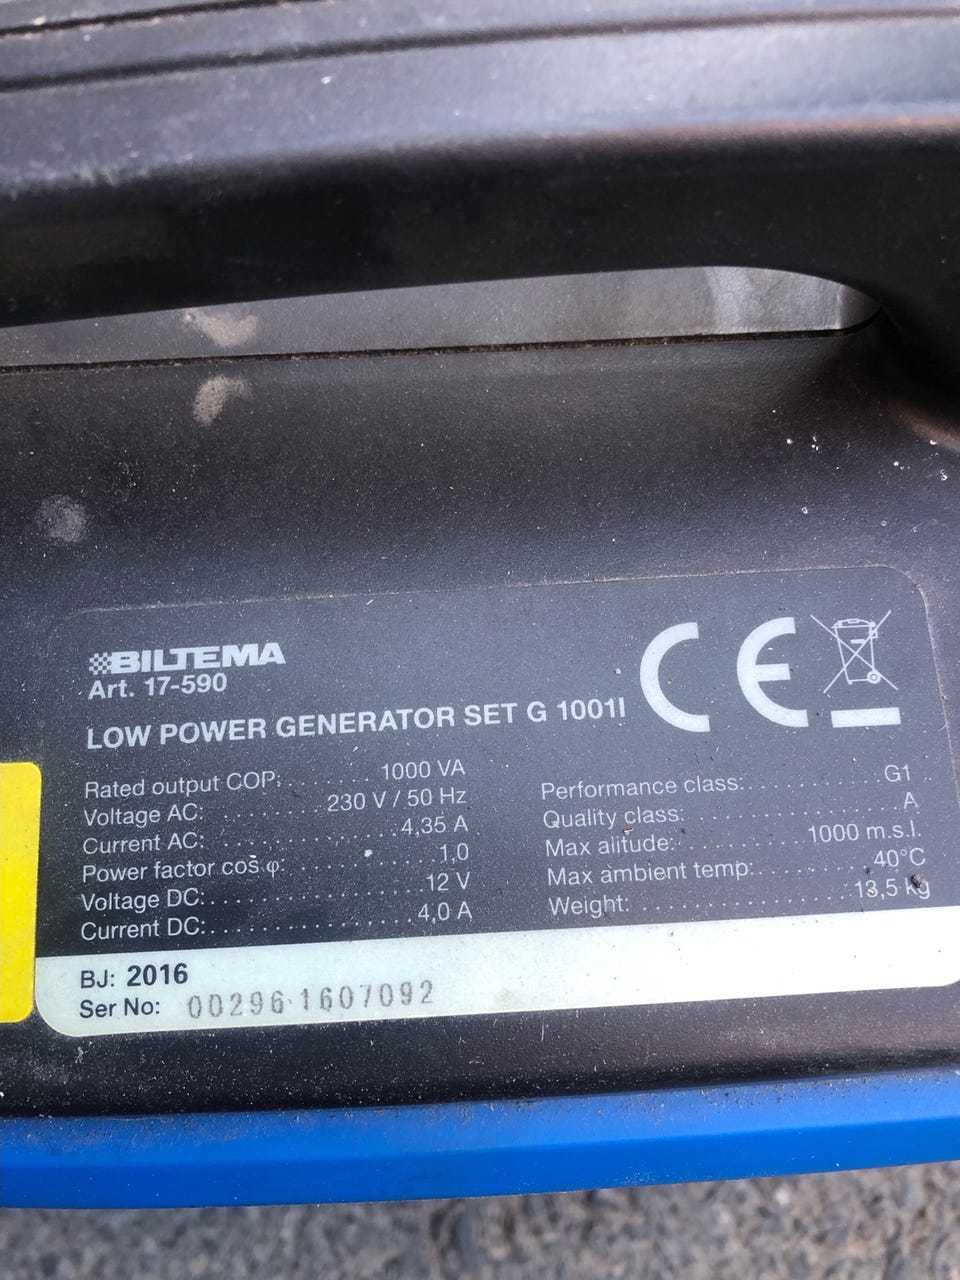 BILTEMA
Art. 17-590
LOW POWER GENERATOR SET G 1001I
Rated output COP: 1000 VA
Voltage AC: 230 V / 50 Hz
Current AC: 4,35 A
Power factor cos φ: 1.0
Voltage DC: 12 V
Current DC: 4,0 A
Performance class: G1
Quality class: A
Max aiitude: 1000 m.s.l.
Max ambient temp: 40°C
Weight: 13,5 kg
CE
BJ: 2016
Ser No: 00296 1607092